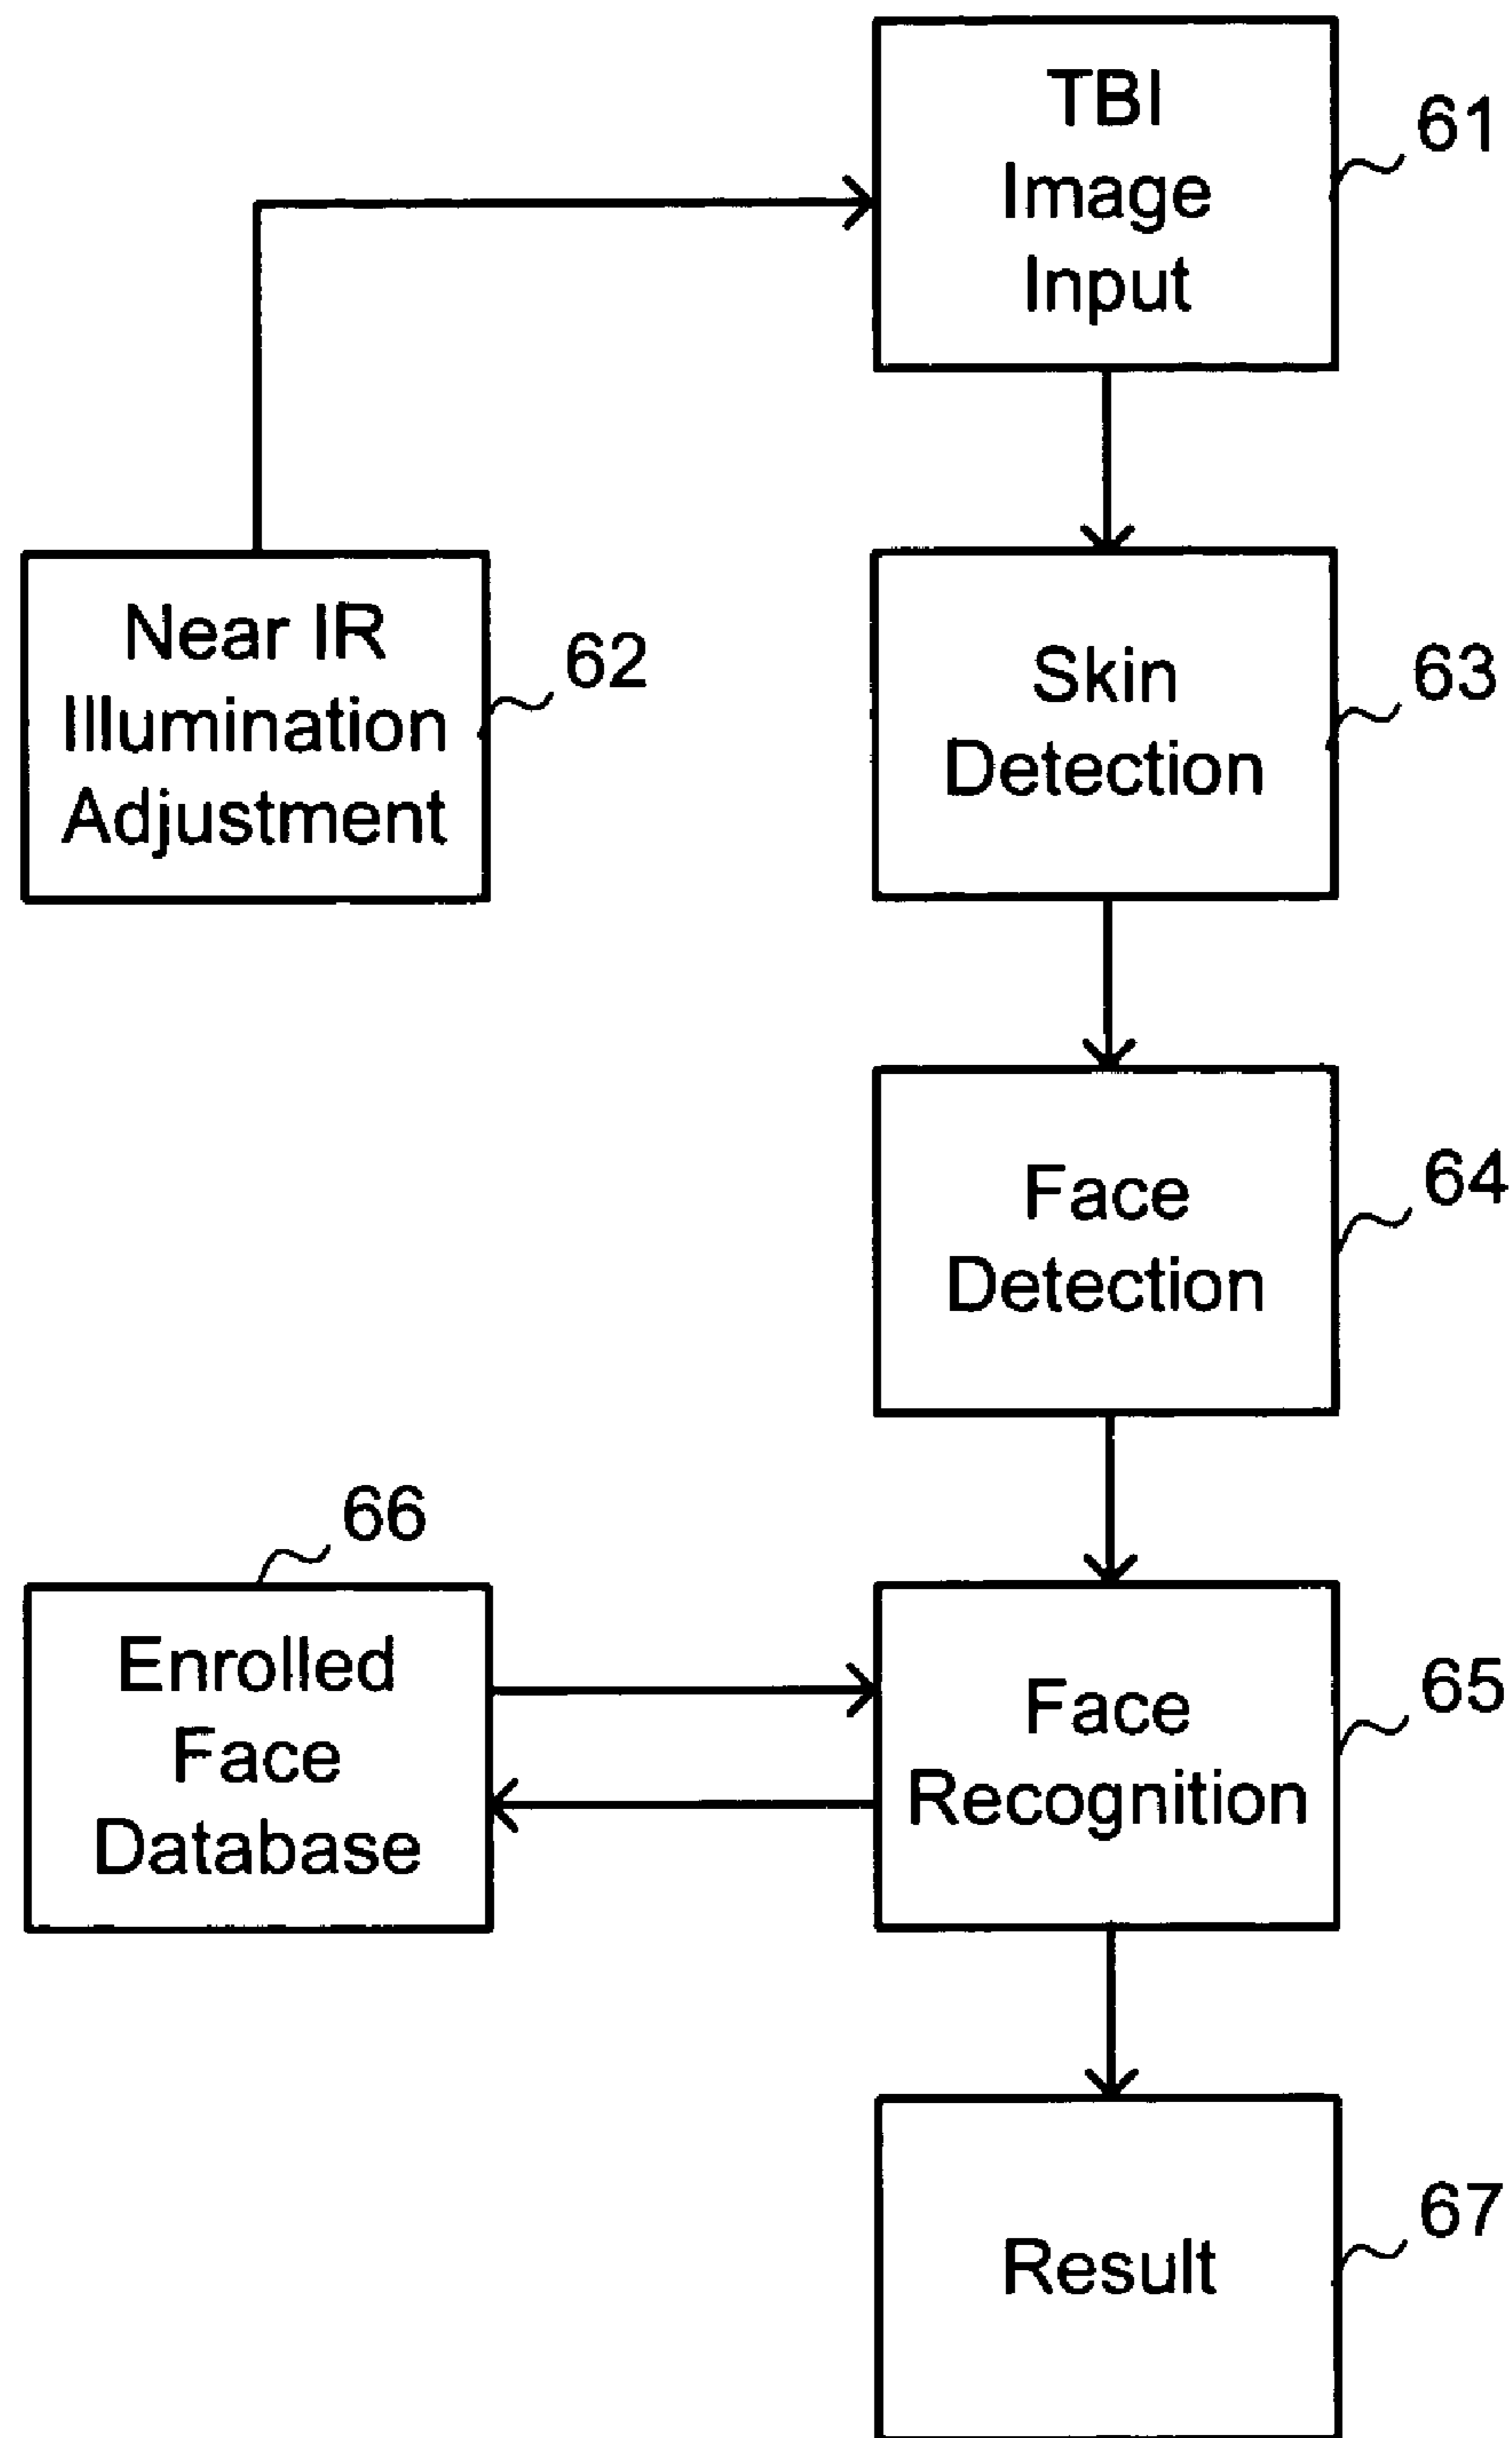 TBI
Image
Input
61
Near IR
Illumination
Adjustment
62
Skin
Detection
63
Face
Detection
64
Enrolled
Face
Database
66
Face
Recognition
65
Result
67